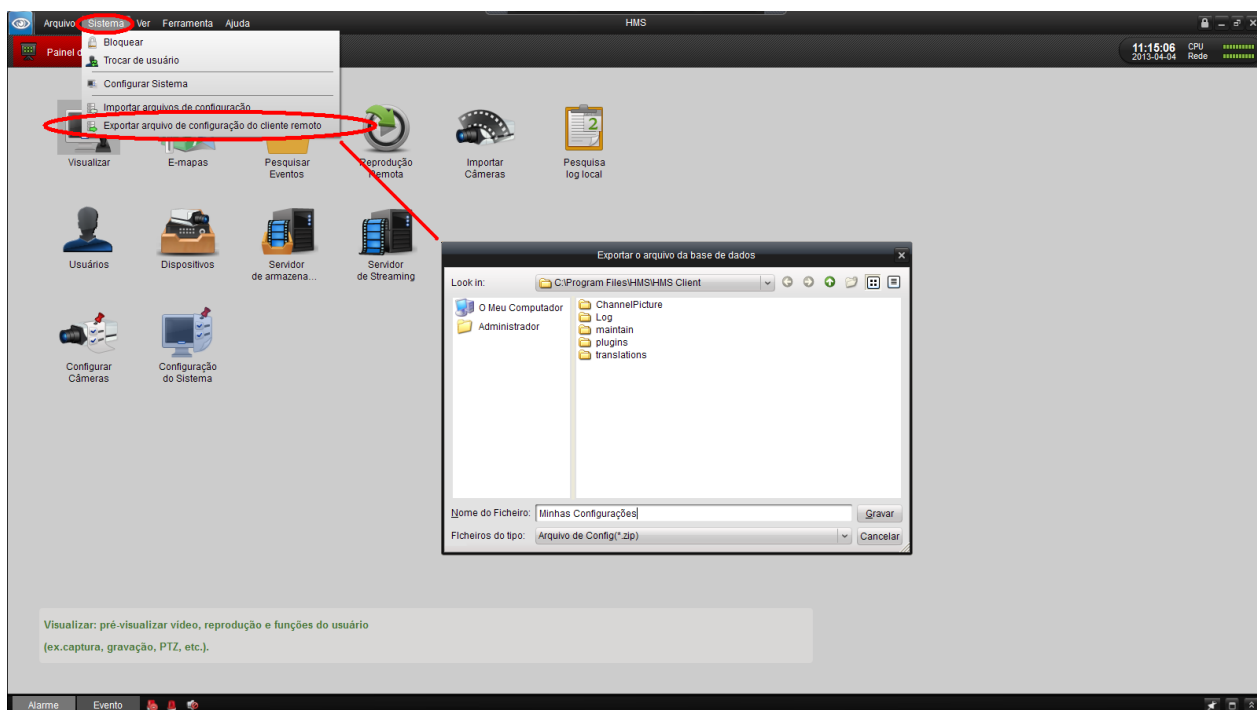 Arquivo Sistema Ver Ferramenta Ajuda
HMS
Painel d
11:15:06 CPU
2013-04-04 Rede
Bloquear
Trocar de usuário
Configurar Sistema
Importar arquivos de configuração
Exportar arquivo de configuração do cliente remoto
2
Visualizar
E-mapas
Pesquisar
Eventos
Reprodução
Remota
Importar
Câmeras
Pesquisa
log local
Usuários
Dispositivos
Servidor
de armazena...
Servidor
de Streaming
Configurar
Câmeras
Configuração
do Sistema
Exportar o arquivo da base de dados
Look in: C:\Program Files\HMS\HMS Client
O Meu Computador
Administrador
ChannelPicture
Log
maintain
plugins
translations
Nome do Ficheiro: Minhas Configurações Gravar
Ficheiros do tipo: Arquivo de Config(*.zip) Cancelar
Visualizar: pré-visualizar vídeo, reprodução e funções do usuário
(ex.captura, gravação, PTZ, etc.).
Alarme Evento